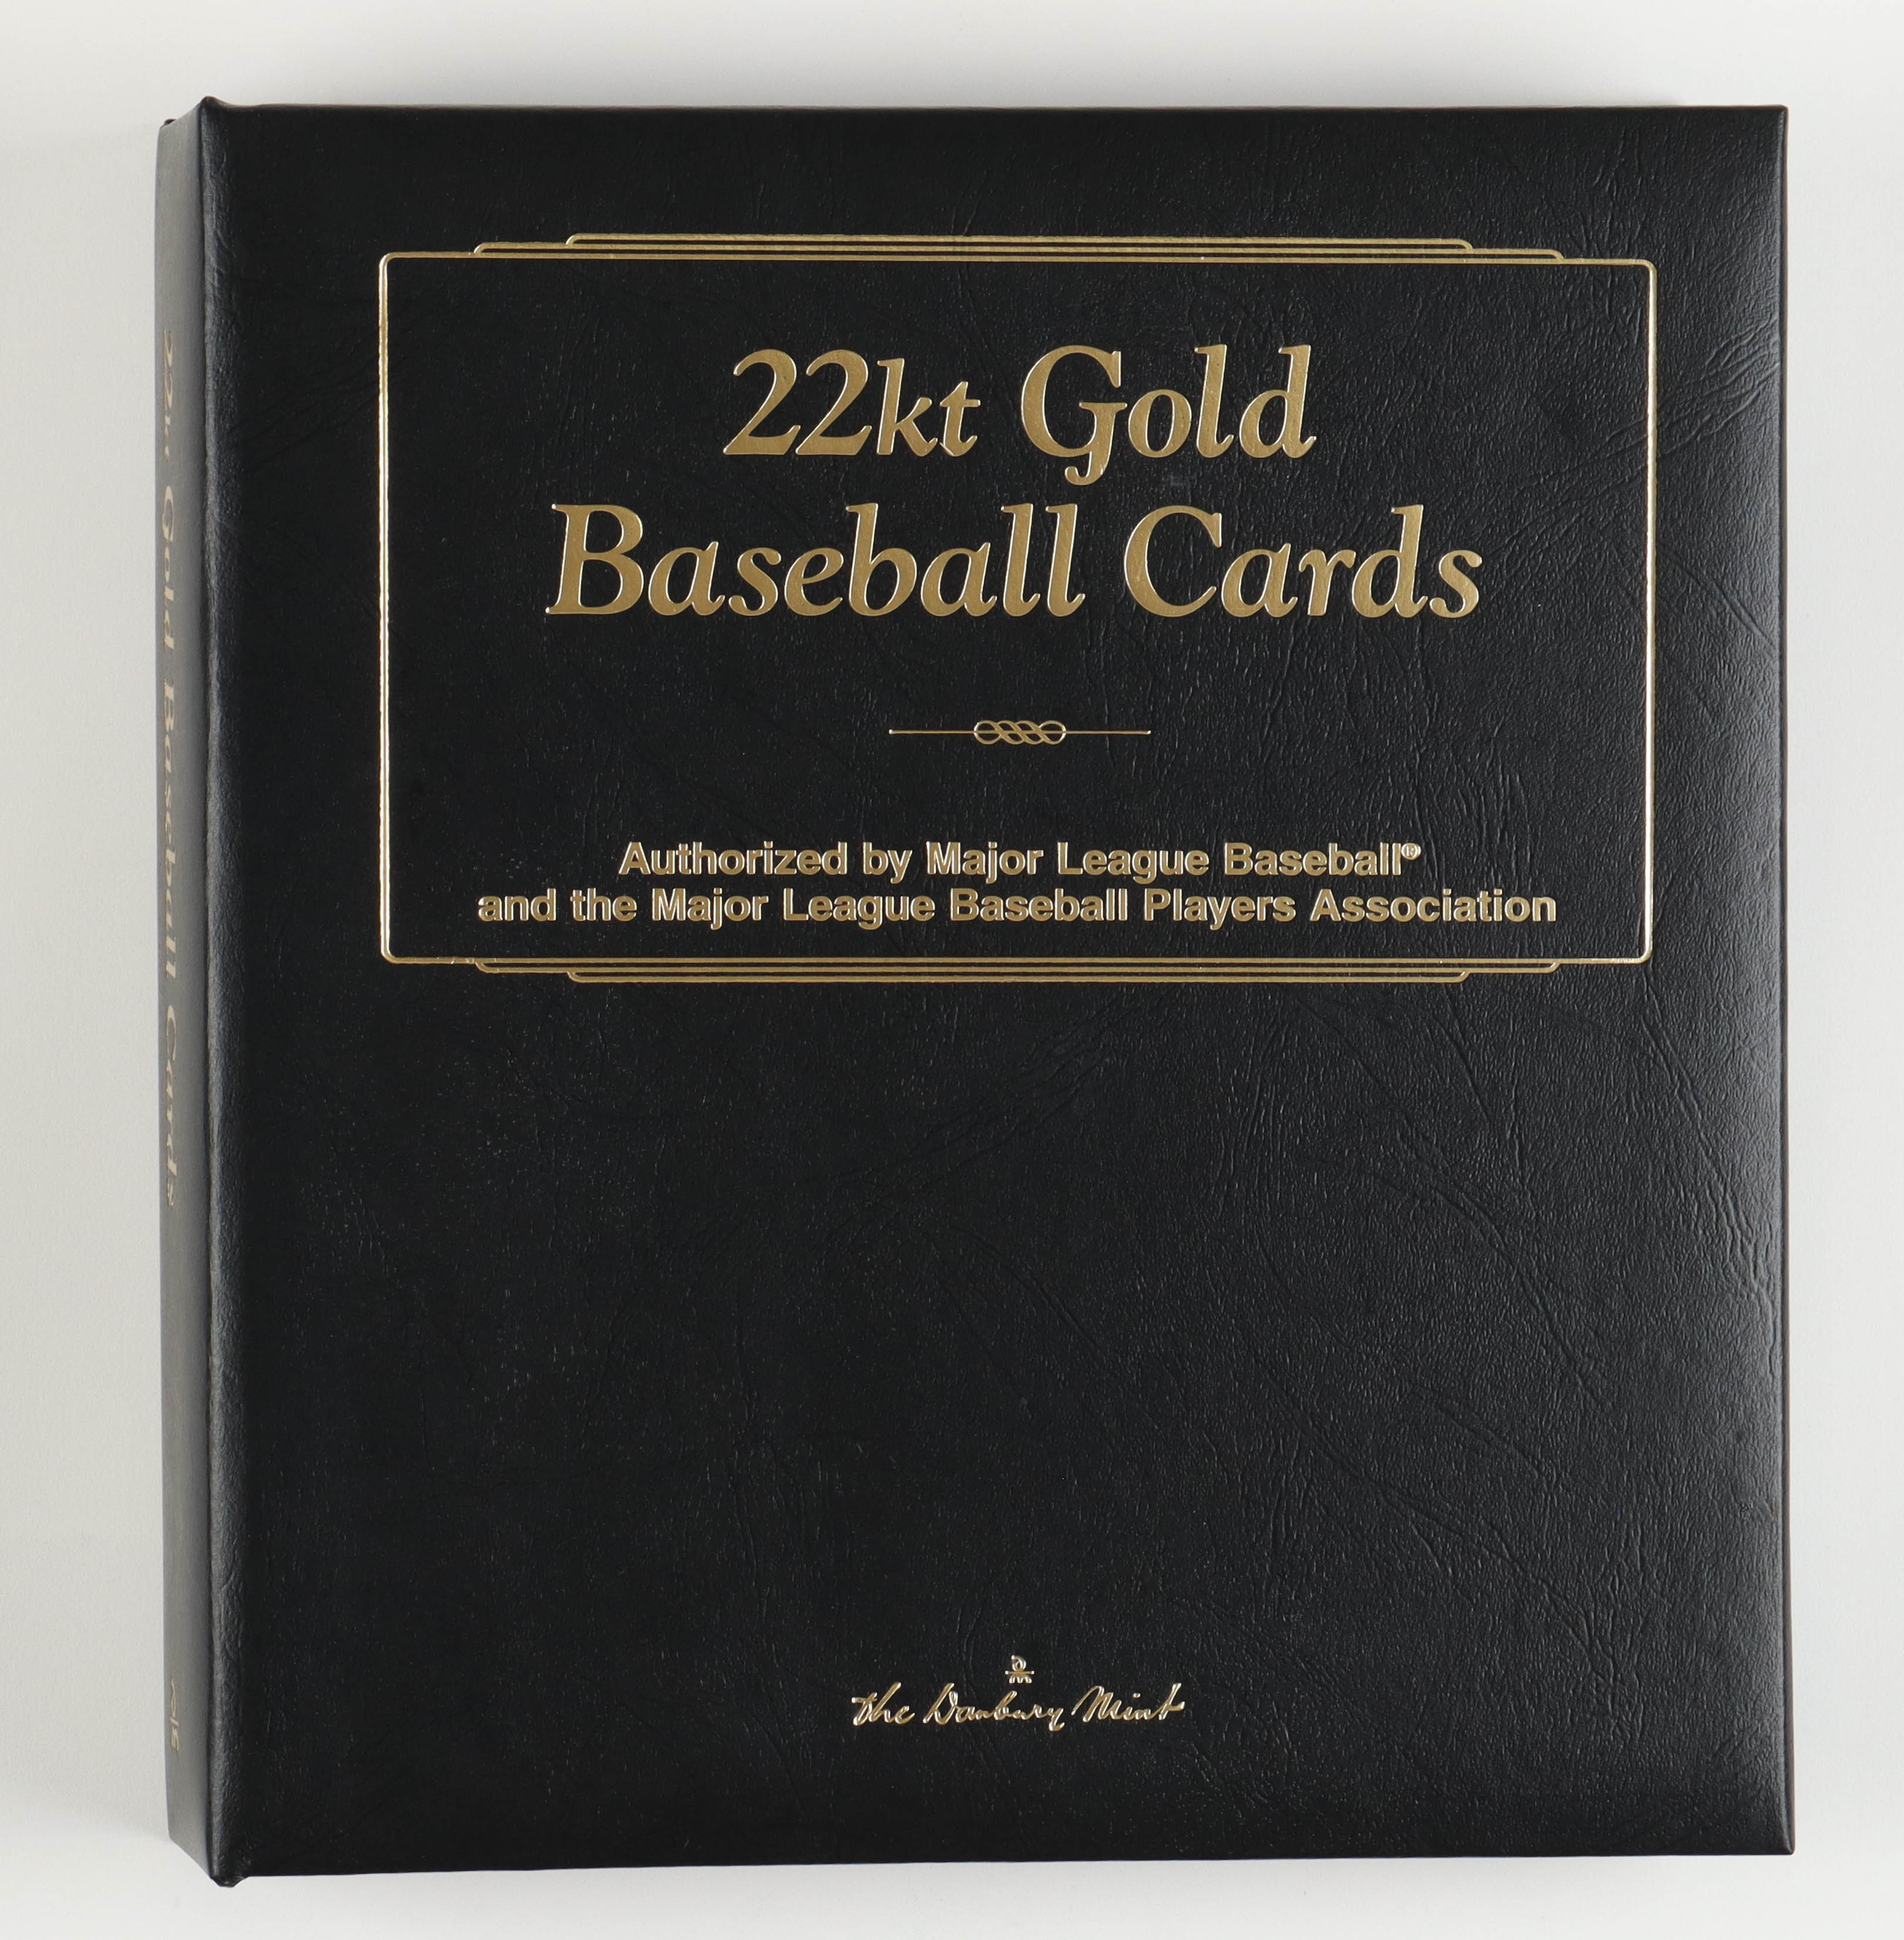 22kt Gold
Baseball Cards
Authorized by Major League Baseball®
and the Major League Baseball Players Association
The Danbury Mint
22kt Gold Baseball Cards